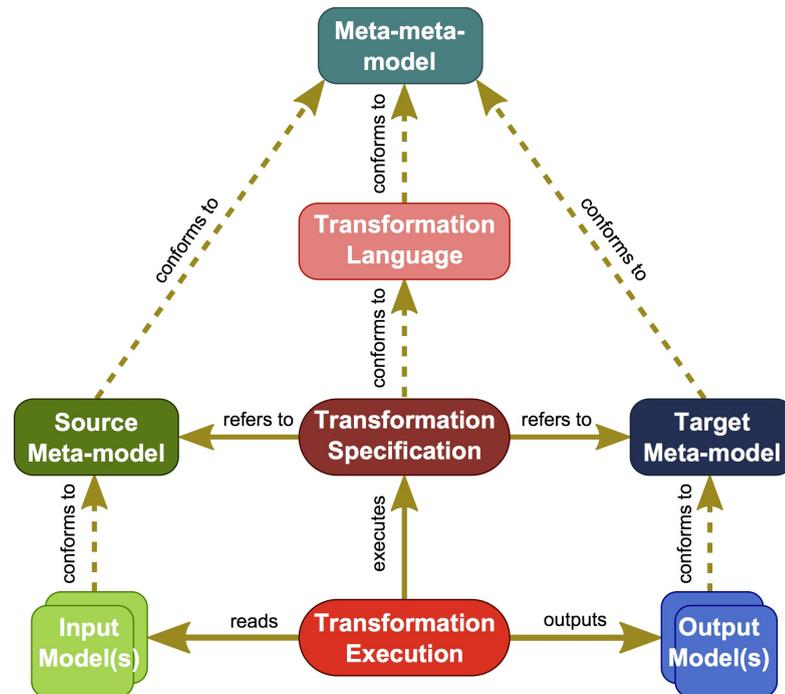 Meta-meta-
model
conforms to
conforms to
conforms to
Transformation
Language
conforms to
Source
Meta-model
refers to
Transformation
Specification
refers to
Target
Meta-model
conforms to
executes
conforms to
Input
Model(s)
reads
Transformation
Execution
outputs
Output
Model(s)